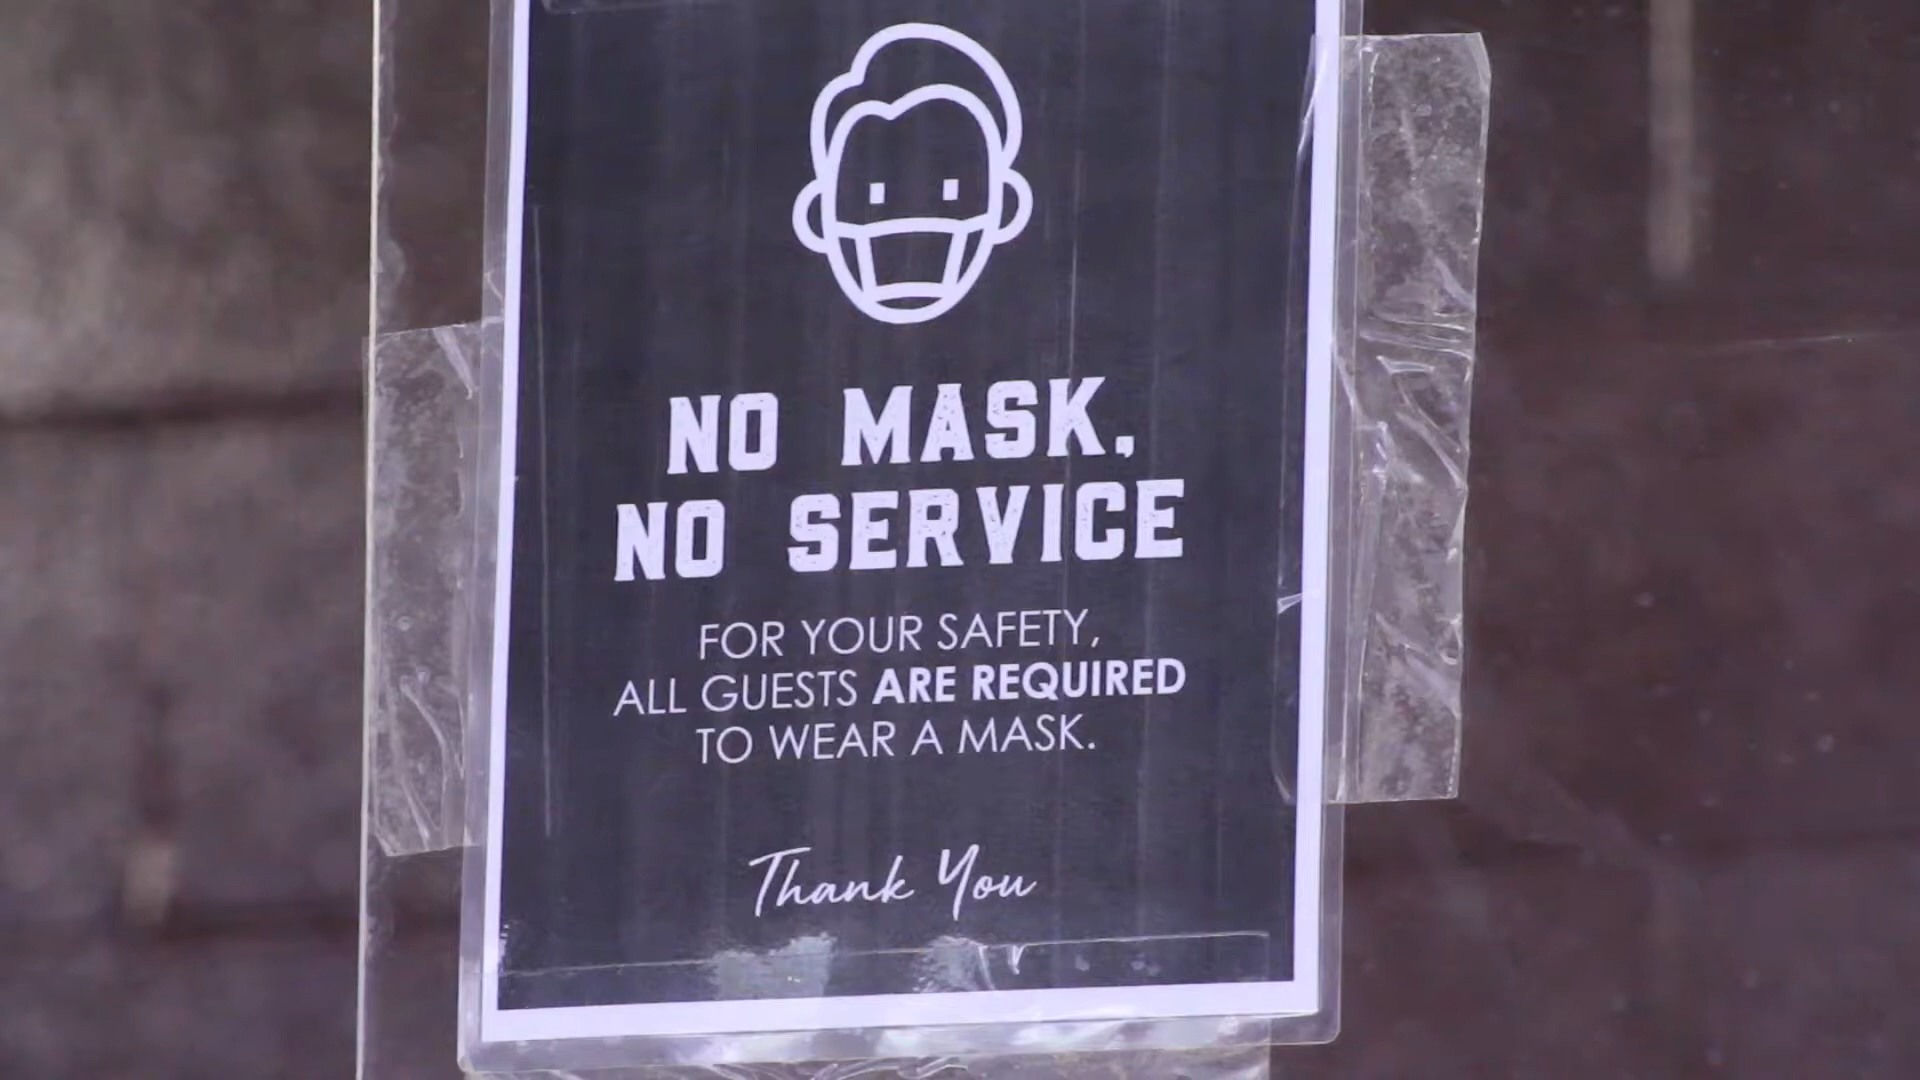 NO MASK,
NO SERVICE
FOR YOUR SAFETY,
ALL GUESTS ARE REQUIRED
TO WEAR A MASK.
Thank You